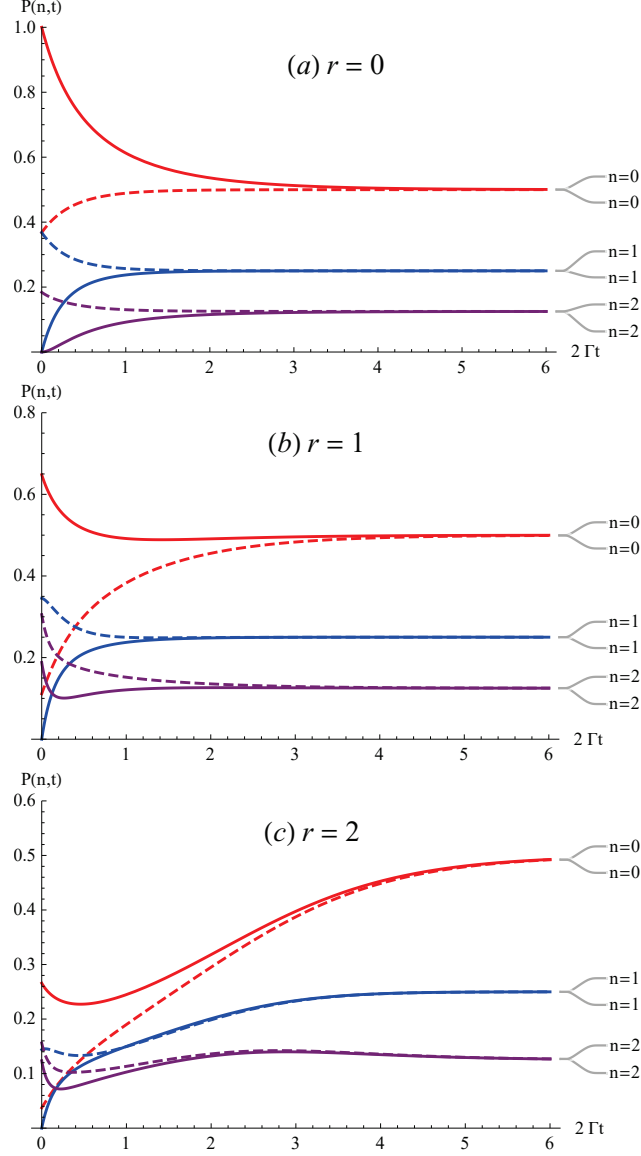 P(n,t)
1.0
(a) r = 0
0.8
0.6
n=0
n=0
0.4
n=1
n=1
0.2
n=2
n=2
2 Γt
0 1 2 3 4 5 6
P(n,t)
0.8
(b) r = 1
0.6
n=0
n=0
0.4
n=1
n=1
0.2
n=2
n=2
2 Γt
0 1 2 3 4 5 6
P(n,t)
0.6
(c) r = 2
n=0
0.5
n=0
0.4
0.3
n=1
n=1
0.2
n=2
n=2
0.1
2 Γt
0 1 2 3 4 5 6